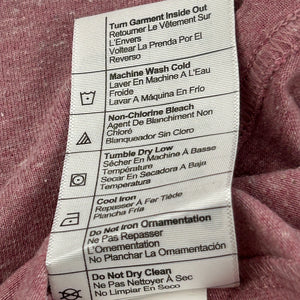 Turn Garment Inside Out
Retourner Le Vêtement Sur
L'Envers
Voltear La Prenda Por El
Reverso
Machine Wash Cold
Laver En Machine A L'Eau
Froide
Lavar A Máquina En Frío
Non-Chlorine Bleach
Agent De Blanchiment Non
Chloré
Blanqueador Sin Cloro
Tumble Dry Low
Sécher En Machine À Basse
Température
Secar En Secadora A Baja
Temperatura
Cool Iron
Repasser À Fer Tiède
Plancha Fría
Do Not Iron Ornamentation
Ne Pas Repasser
L'Ornementation
No Planchar La Ornamentación
Do Not Dry Clean
Ne Pas Nettoyer À Sec
No Limpiar En Seco